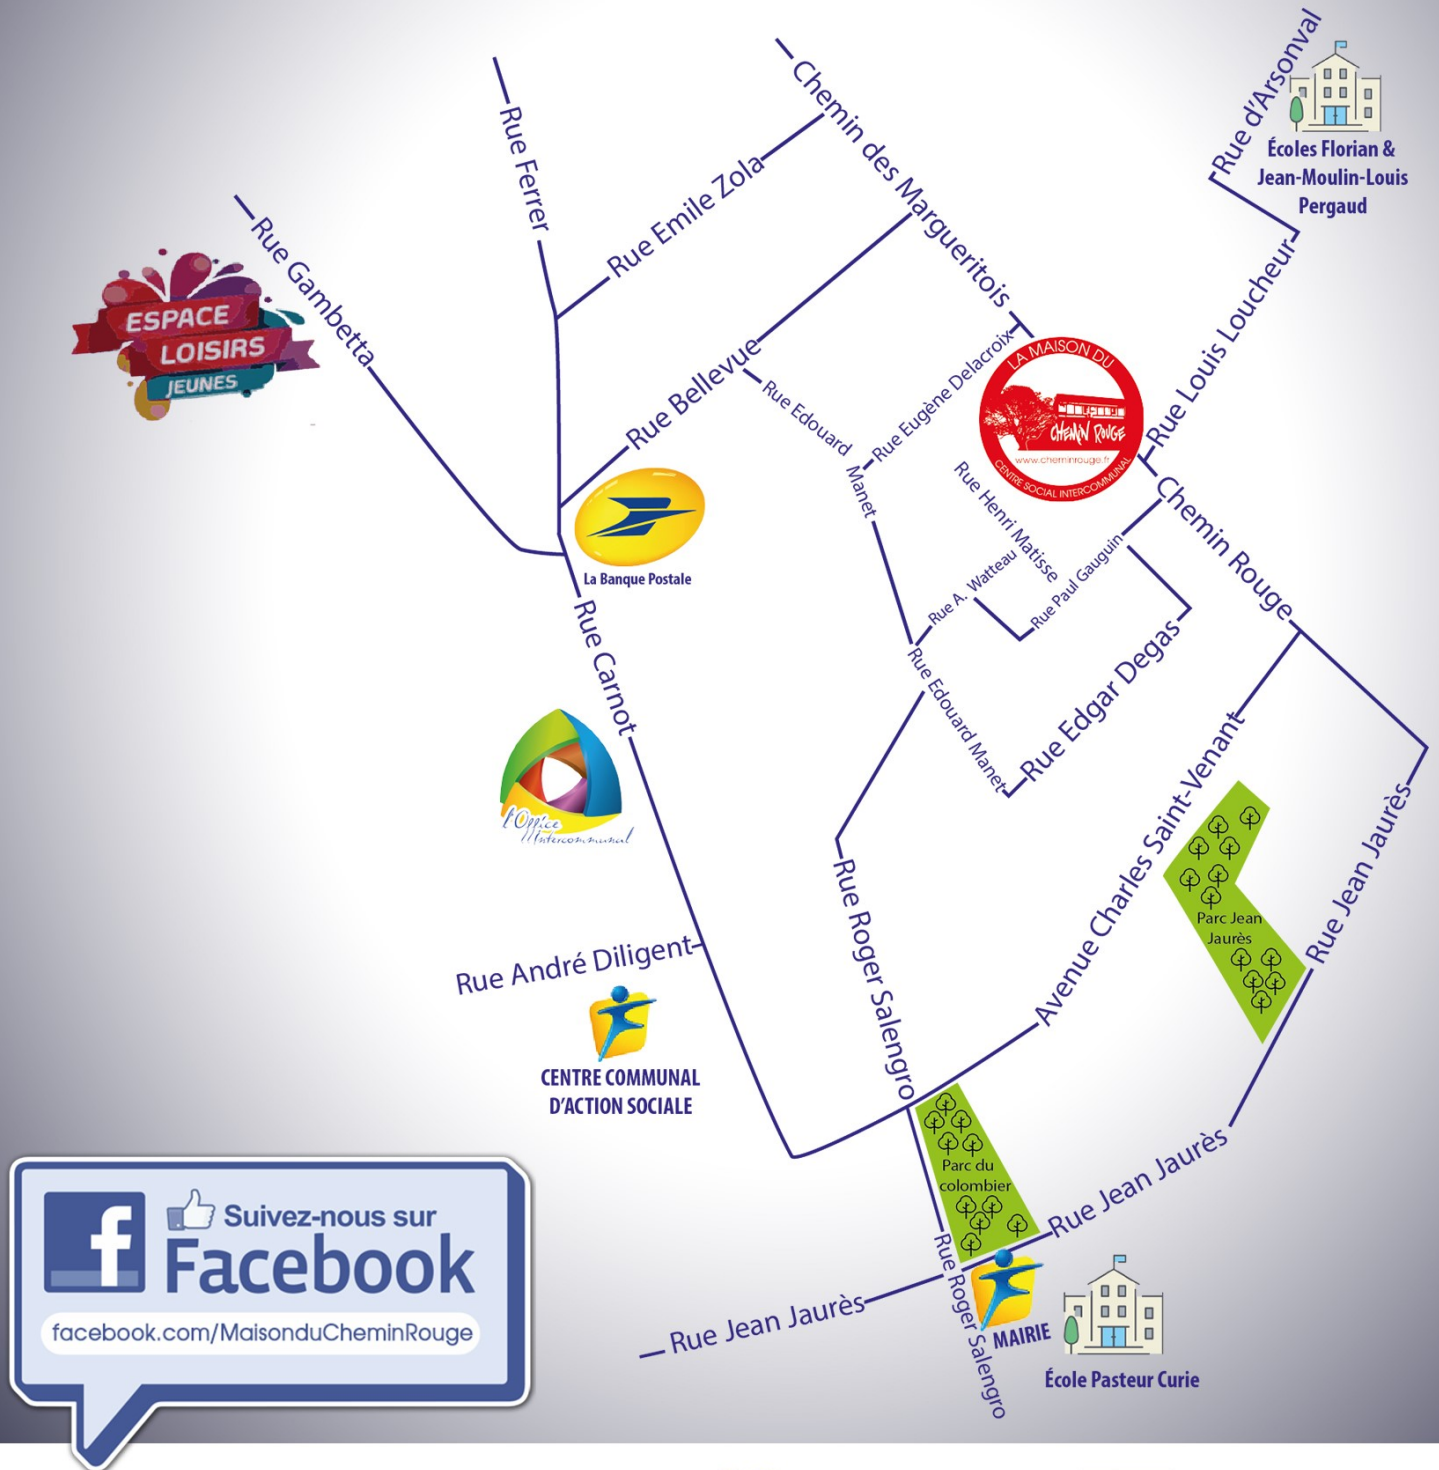 Rue d'Arsonval
Chemin des Margueritois
Rue Ferrer
Écoles Florian &
Jean-Moulin-Louis
Pergaud
Rue Emile Zola
Rue Gambetta
ESPACE
LOISIRS
JEUNES
Rue Louis Loucheur
Rue Bellevue
Rue Edouard
Manet
Rue Eugène Delacroix
LA MAISON DU
CHEMIN ROUGE
www.cheminrouge.fr
CENTRE SOCIAL INTERCOMMUNAL
Rue Henri Matisse
Chemin Rouge
La Banque Postale
Rue A. Watteau
Rue Paul Gauguin
Rue Carnot
Rue Edouard Manet
Rue Edgar Degas
l'Office
Intercommunal
Avenue Charles Saint-Venant
Rue Jean Jaurès
Parc Jean
Jaurès
Rue Roger Salengro
Rue André Diligent
CENTRE COMMUNAL
D'ACTION SOCIALE
Parc du
colombier
Rue Jean Jaurès
Rue Roger Salengro
Rue Jean Jaurès
MAIRIE
École Pasteur Curie
f
Suivez-nous sur
Facebook
facebook.com/MaisonduCheminRouge